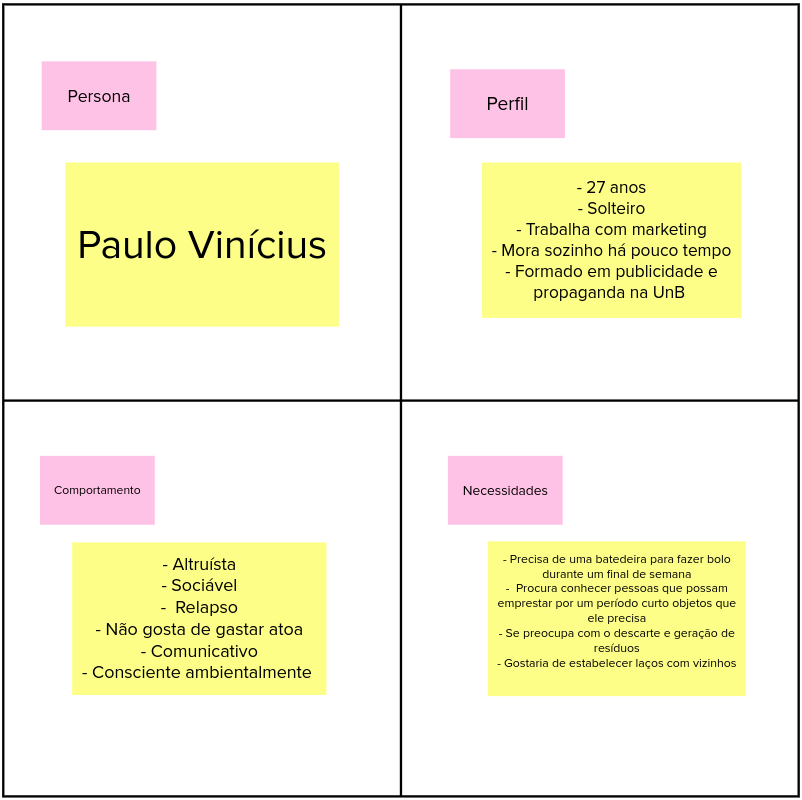 Persona
Paulo Vinícius
Perfil
- 27 anos
- Solteiro
- Trabalha com marketing
- Mora sozinho há pouco tempo
- Formado em publicidade e
propaganda na UnB
Comportamento
- Altruísta
- Sociável
-  Relapso
- Não gosta de gastar atoa
- Comunicativo
- Consciente ambientalmente
Necessidades
- Precisa de uma batedeira para fazer bolo
durante um final de semana
-  Procura conhecer pessoas que possam
emprestar por um período curto objetos que
ele precisa
- Se preocupa com o descarte e geração de
resíduos
- Gostaria de estabelecer laços com vizinhos